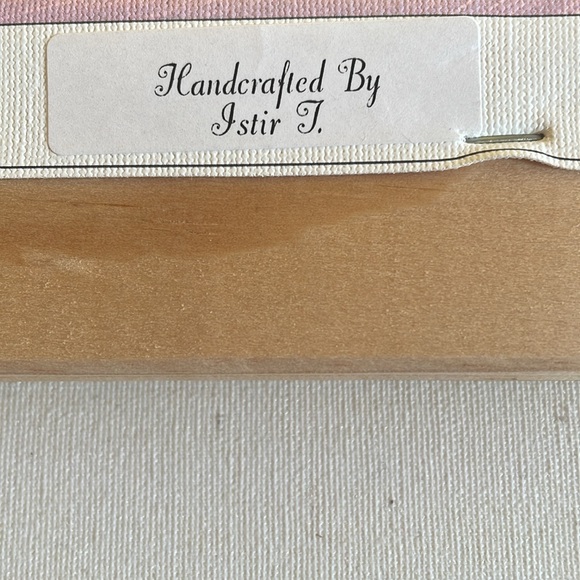 Handcrafted By
Istir T.